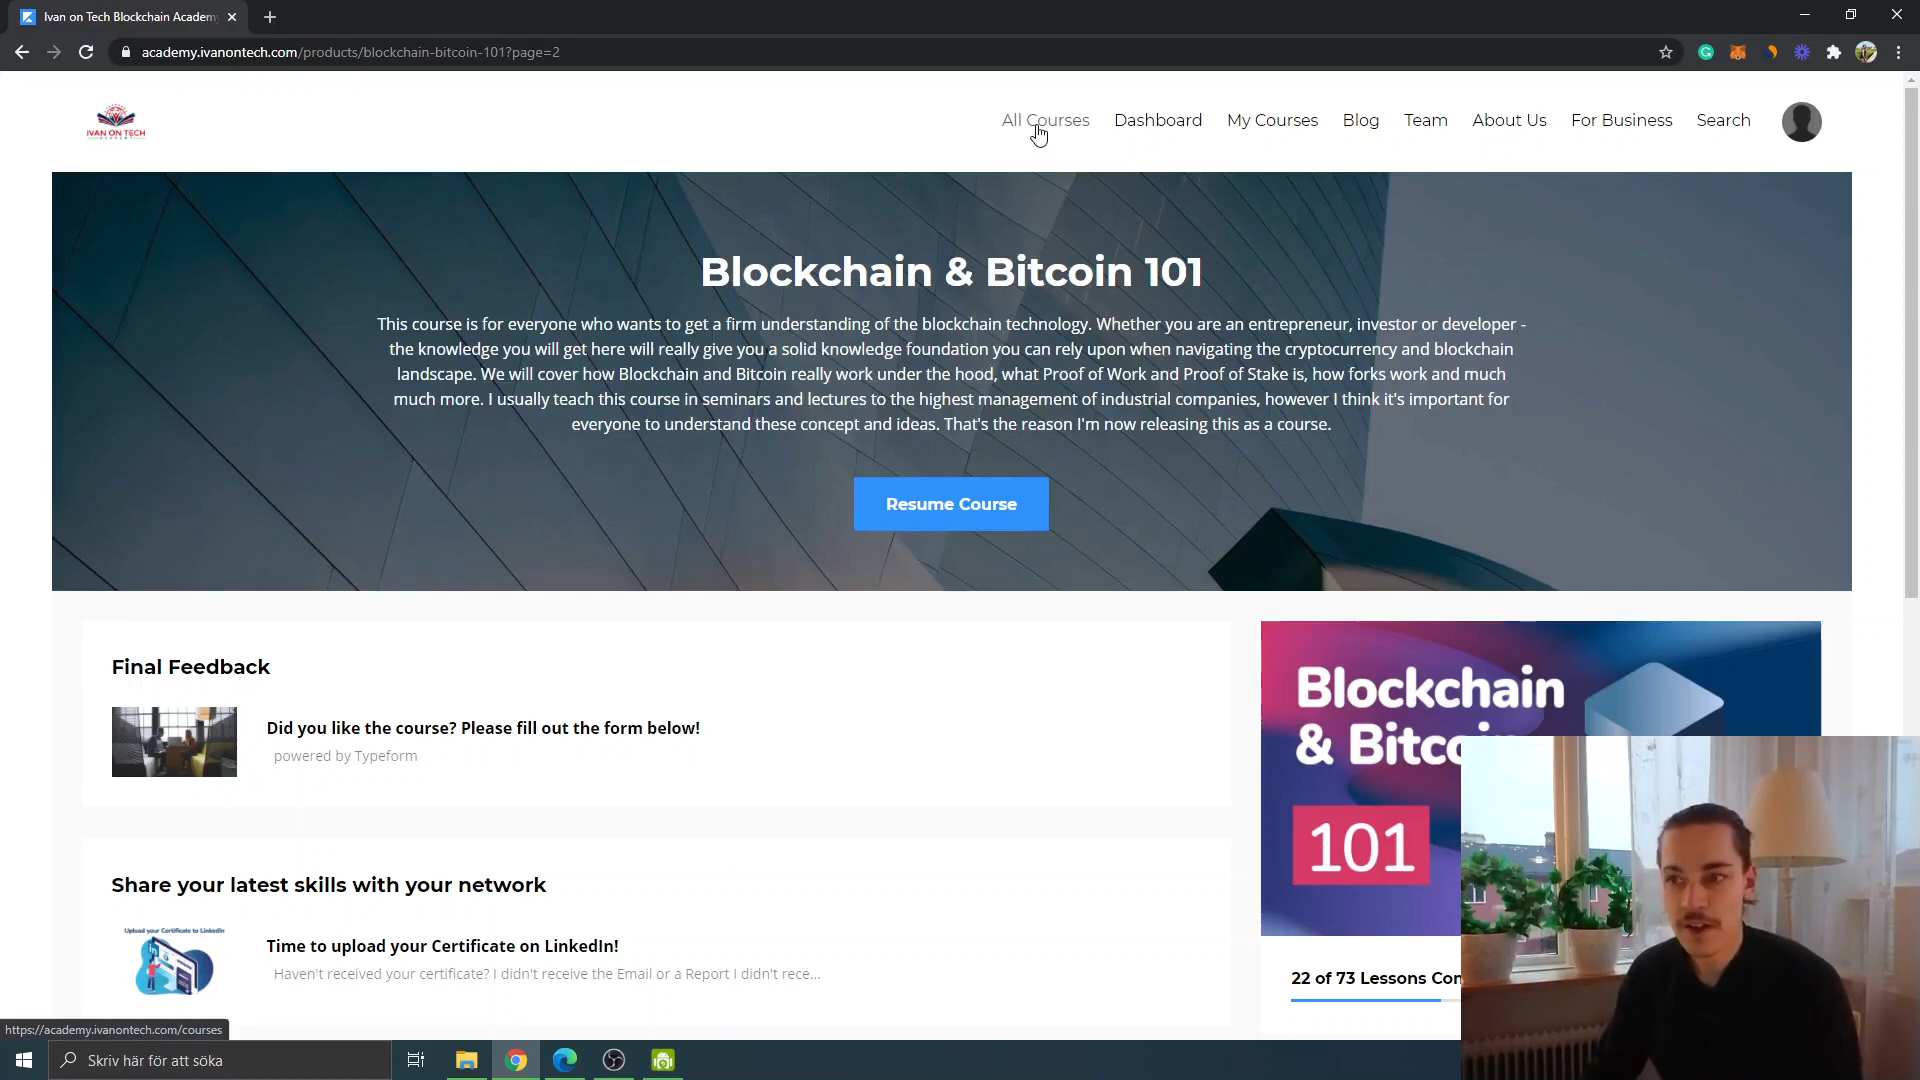 Ivan on Tech Blockchain Academ
academy.ivanontech.com/products/blockchain-bitcoin-101?page=2
IVAN ON TECH
All Courses
Dashboard
My Courses
Blog
Team
About Us
For Business
Search
Blockchain & Bitcoin 101
This course is for everyone who wants to get a firm understanding of the blockchain technology. Whether you are an entrepreneur, investor or developer -
the knowledge you will get here will really give you a solid knowledge foundation you can rely upon when navigating the cryptocurrency and blockchain
landscape. We will cover how Blockchain and Bitcoin really work under the hood, what Proof of Work and Proof of Stake is, how forks work and much
much more. I usually teach this course in seminars and lectures to the highest management of industrial companies, however I think it's important for
everyone to understand these concept and ideas. That's the reason I'm now releasing this as a course.
Resume Course
Final Feedback
Did you like the course? Please fill out the form below!
powered by Typeform
Share your latest skills with your network
Upload your Certificate to LinkedIn!
Time to upload your Certificate on LinkedIn!
Haven't received your certificate? I didn't receive the Email or a Report I didn't rece...
Blockchain
& Bitco
101
22 of 73 Lessons Con
https://academy.ivanontech.com/courses
Skriv här för att söka